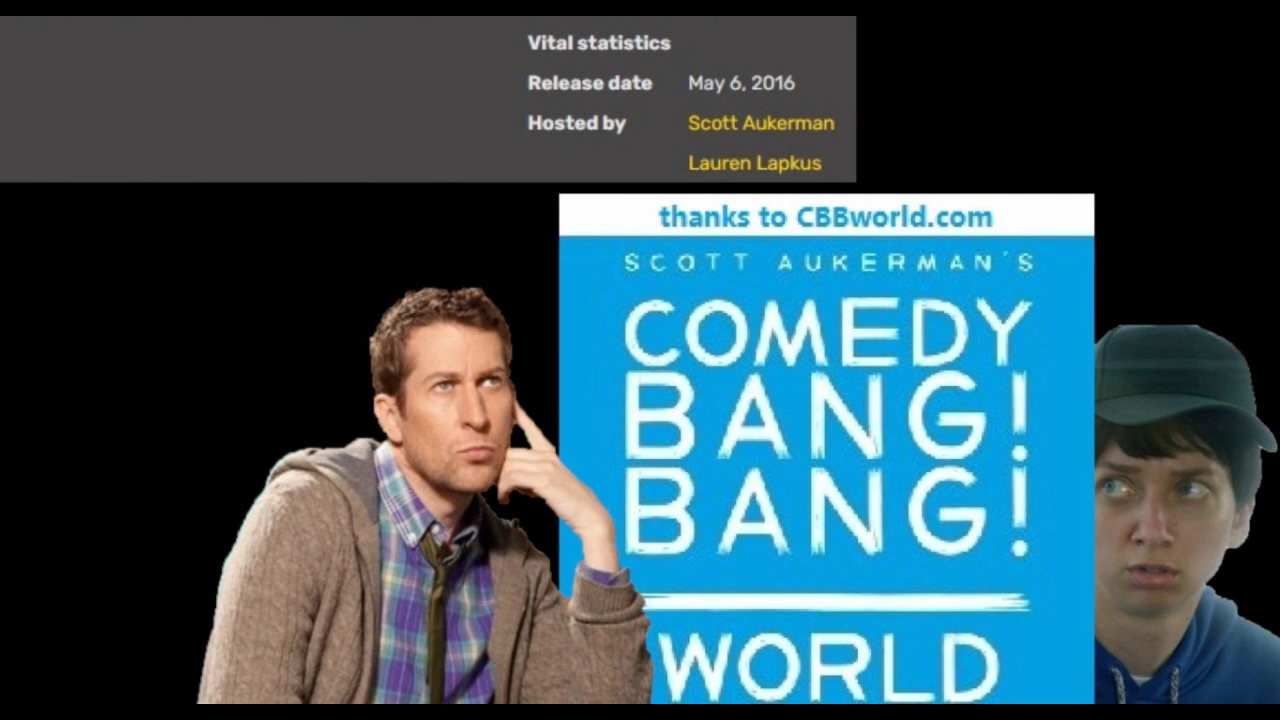 Vital statistics
Release date May 6, 2016
Hosted by Scott Aukerman
Lauren Lapkus
thanks to CBBworld.com
SCOTT AUKERMAN'S
COMEDY
BANG!
BANG!
WORLD